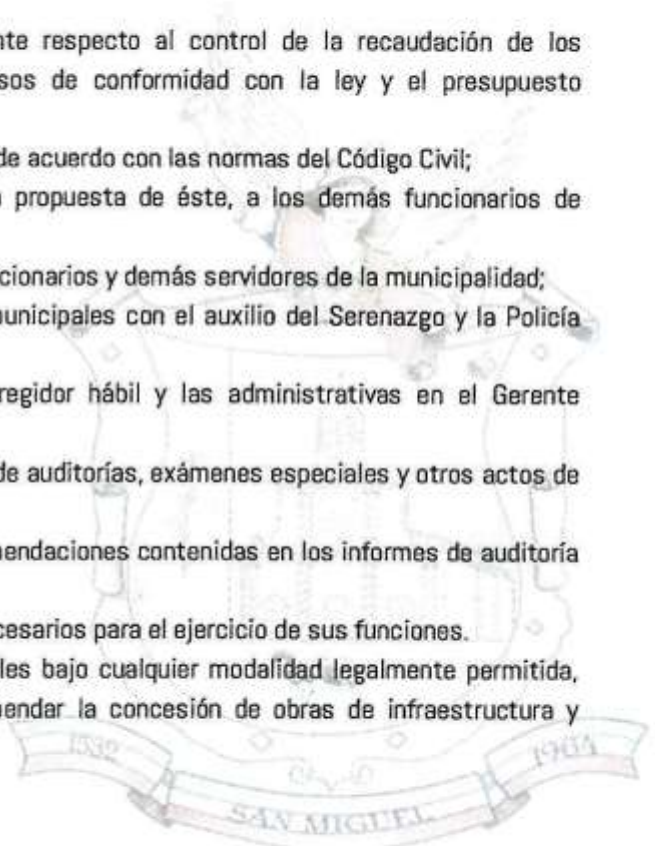 nte respecto al control de la recaudación de los
sos de conformidad con la ley y el presupuesto
de acuerdo con las normas del Código Civil;
propuesta de éste, a los demás funcionarios de
cionarios y demás servidores de la municipalidad;
municipales con el auxilio del Serenazgo y la Policía
regidor hábil y las administrativas en el Gerente
de auditorías, exámenes especiales y otros actos de
mendaciones contenidas en los informes de auditoría
cesarios para el ejercicio de sus funciones.
les bajo cualquier modalidad legalmente permitida,
mendar la concesión de obras de infraestructura y
1532
SAN MIGUEL